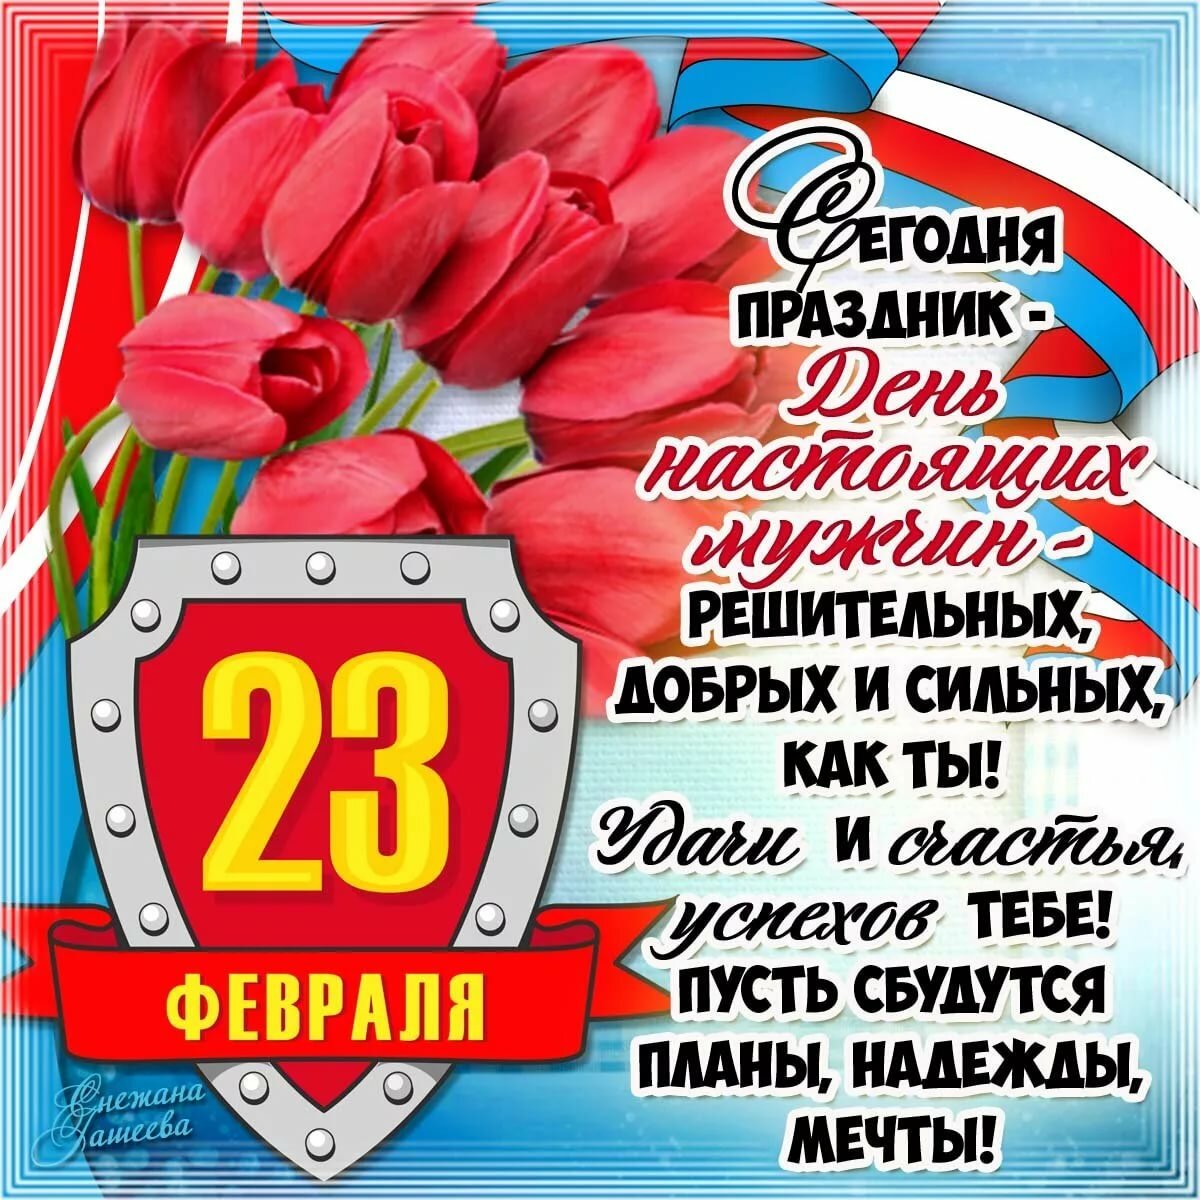 Сегодня
праздник -
День
настоящих
мужчин -
решительных,
добрых и сильных,
как ты!
Удачи и счастья,
успехов тебе!
Пусть сбудутся
планы, надежды,
мечты!
23
ФЕВРАЛЯ
Снежана
Гашеева